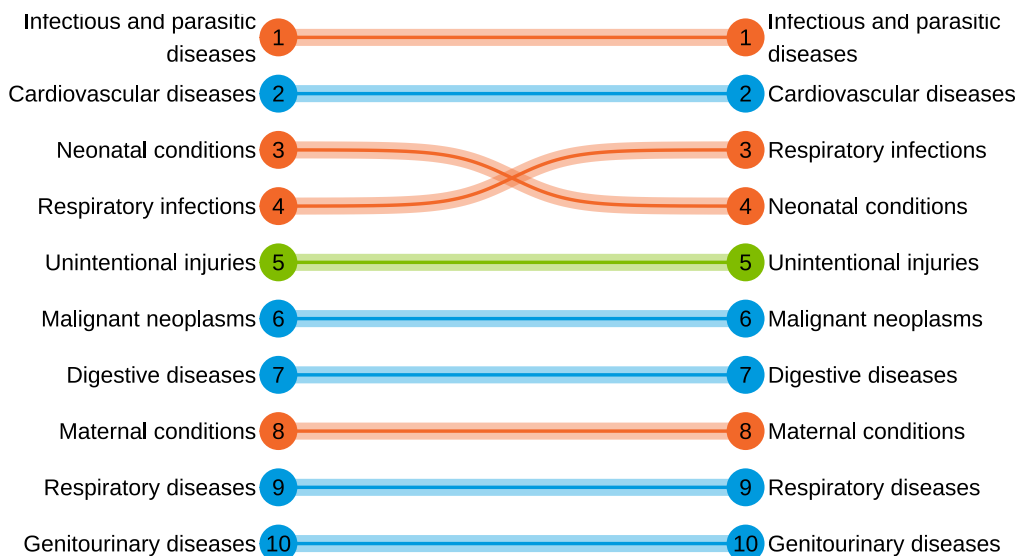 Infectious and parasitic
diseases
1
1
Infectious and parasitic
diseases
Cardiovascular diseases 2
2 Cardiovascular diseases
Neonatal conditions 3
3 Respiratory infections
Respiratory infections 4
4 Neonatal conditions
Unintentional injuries 5
5 Unintentional injuries
Malignant neoplasms 6
6 Malignant neoplasms
Digestive diseases 7
7 Digestive diseases
Maternal conditions 8
8 Maternal conditions
Respiratory diseases 9
9 Respiratory diseases
Genitourinary diseases 10
10 Genitourinary diseases